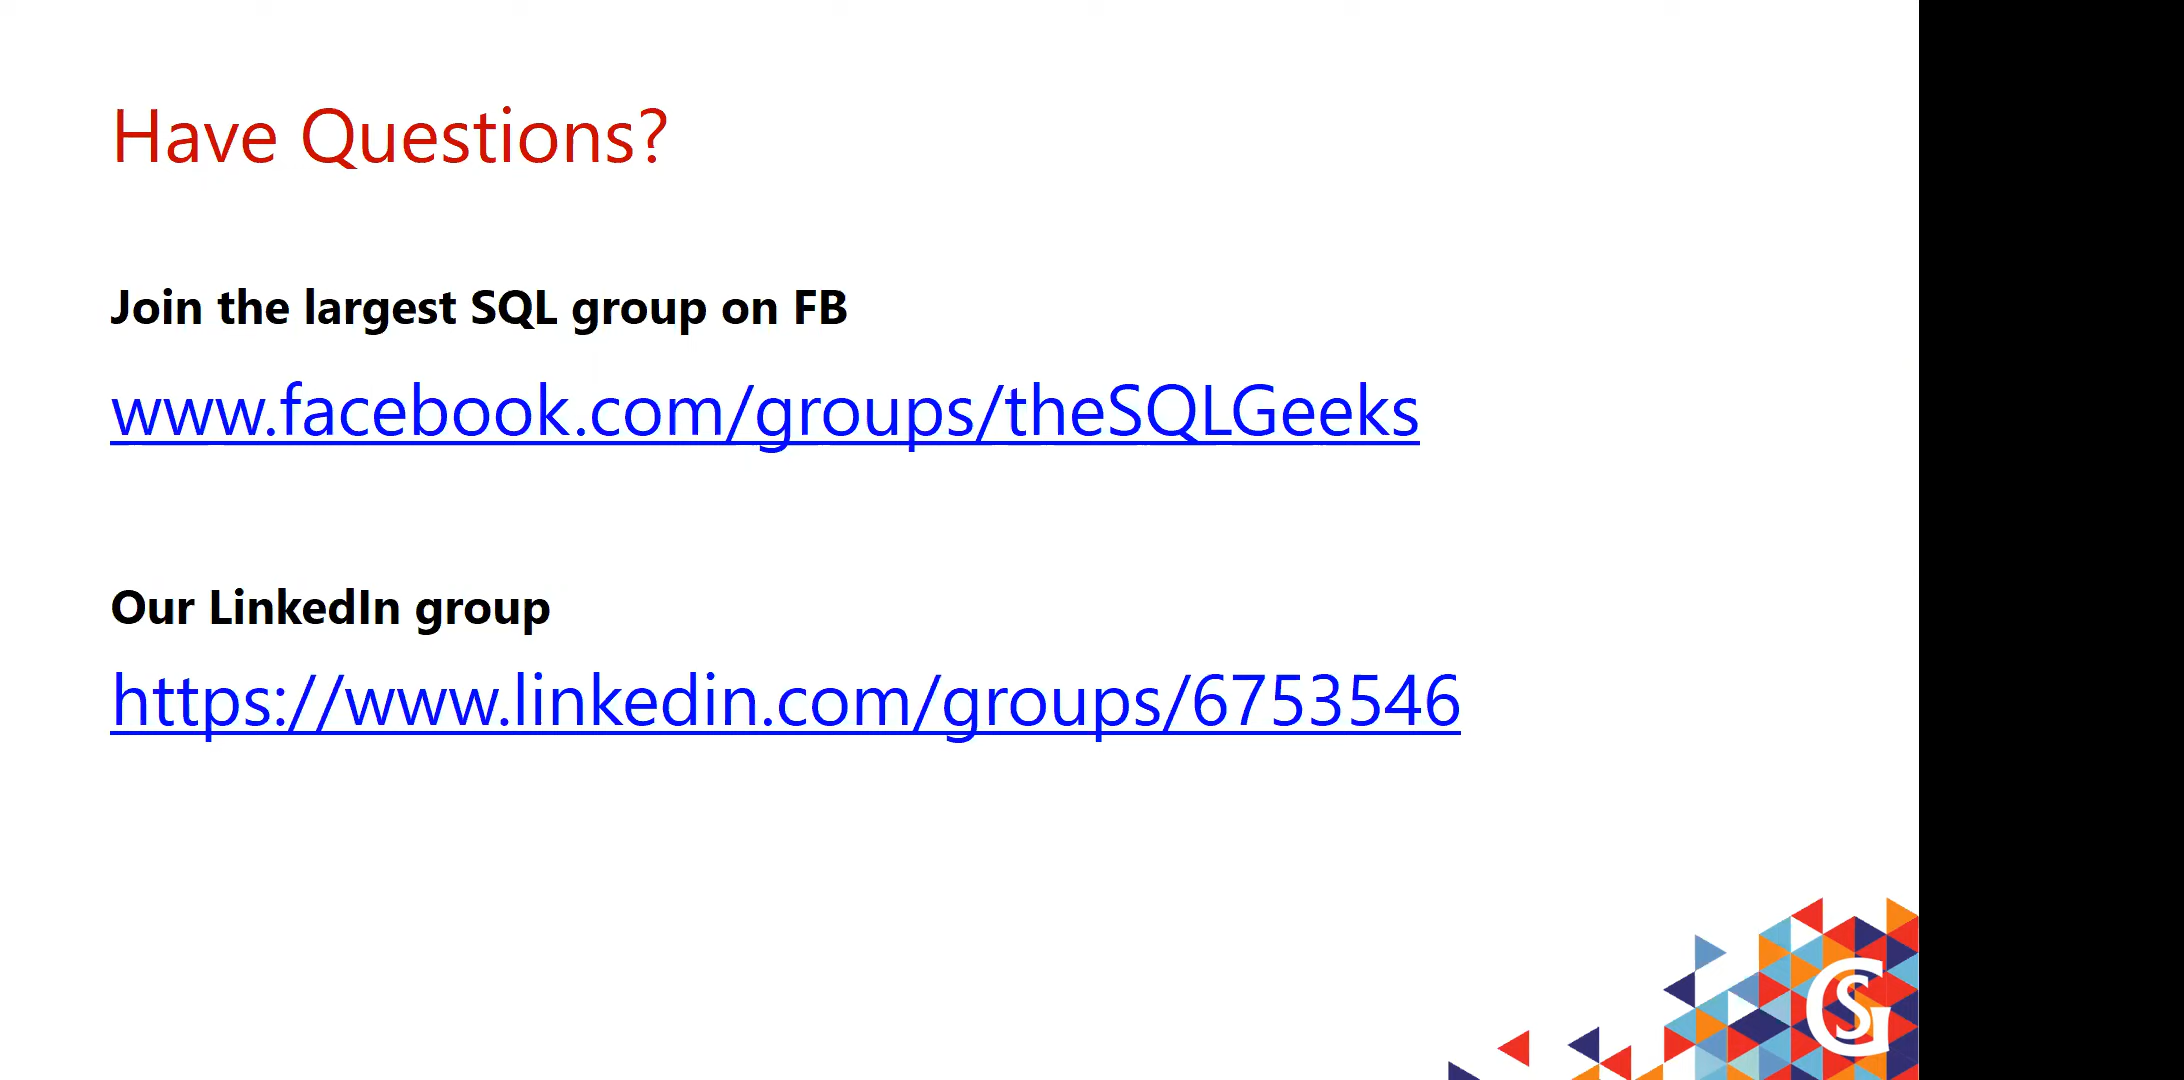 Have Questions?
Join the largest SQL group on FB
www.facebook.com/groups/theSQLGeeks
Our LinkedIn group
https://www.linkedin.com/groups/6753546
GS